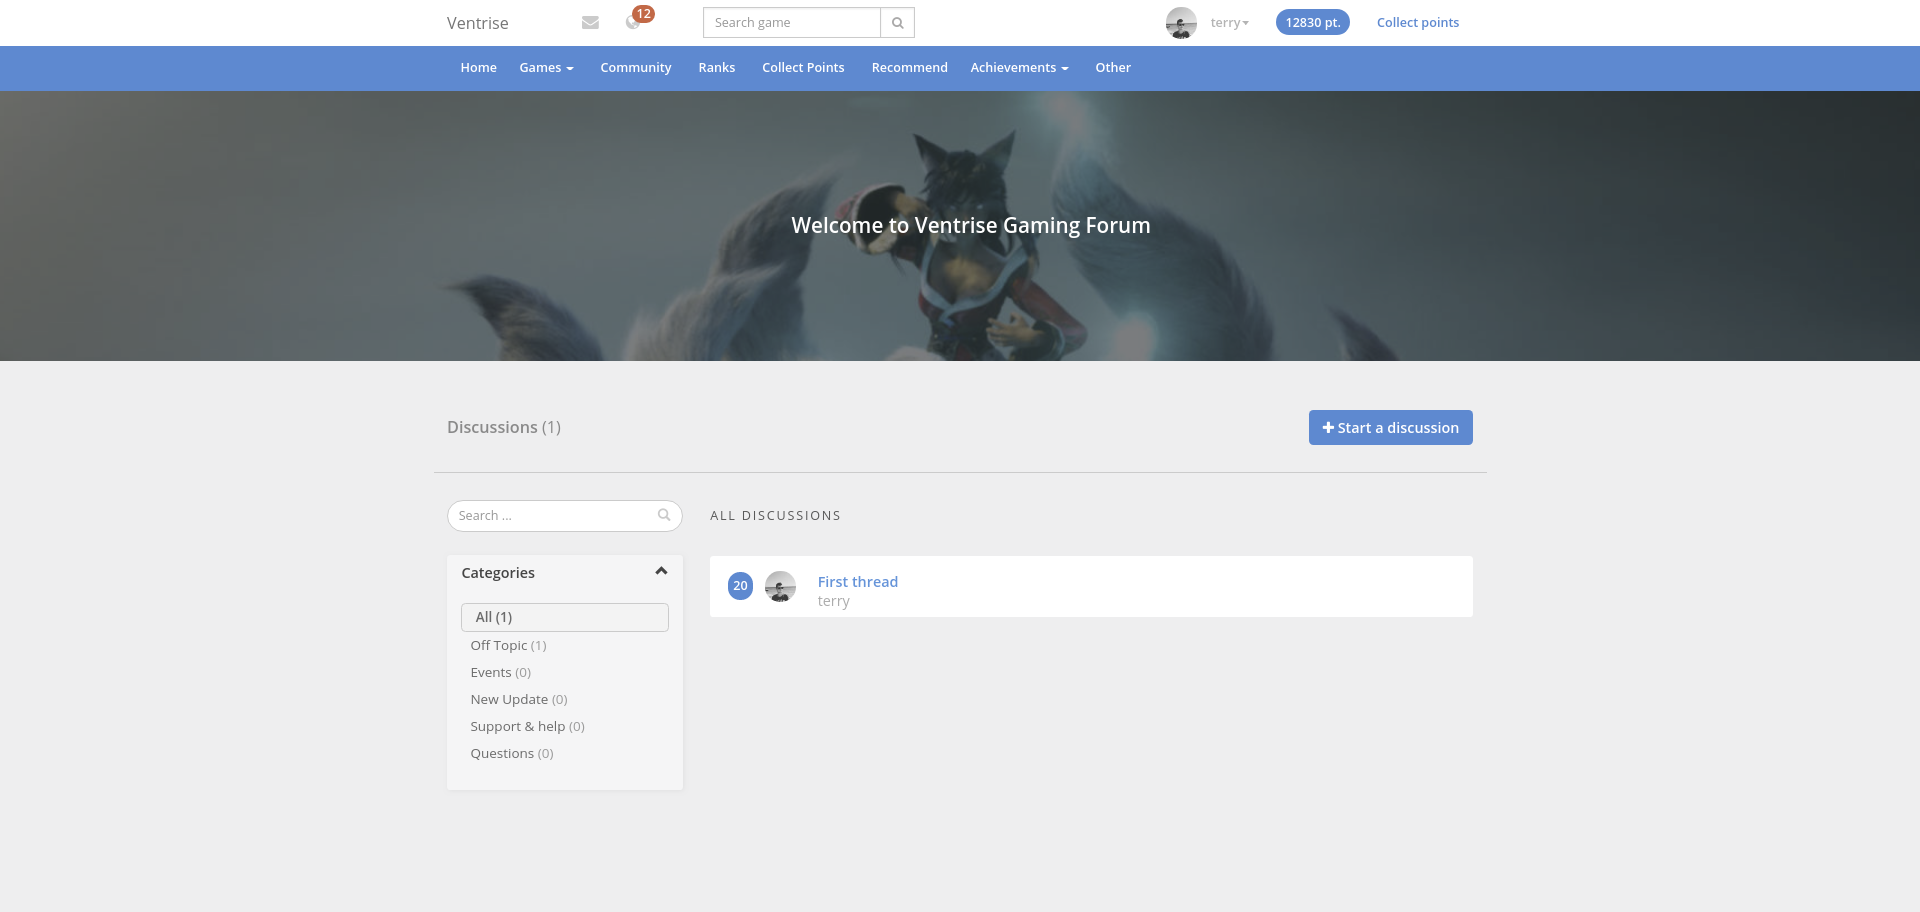 Ventrise
12
Search game
terry
12830 pt.
Collect points
Home
Games
Community
Ranks
Collect Points
Recommend
Achievements
Other
Welcome to Ventrise Gaming Forum
Discussions (1)
Start a discussion
Search ...
ALL DISCUSSIONS
Categories
All (1)
Off Topic (1)
Events (0)
New Update (0)
Support & help (0)
Questions (0)
20
First thread
terry